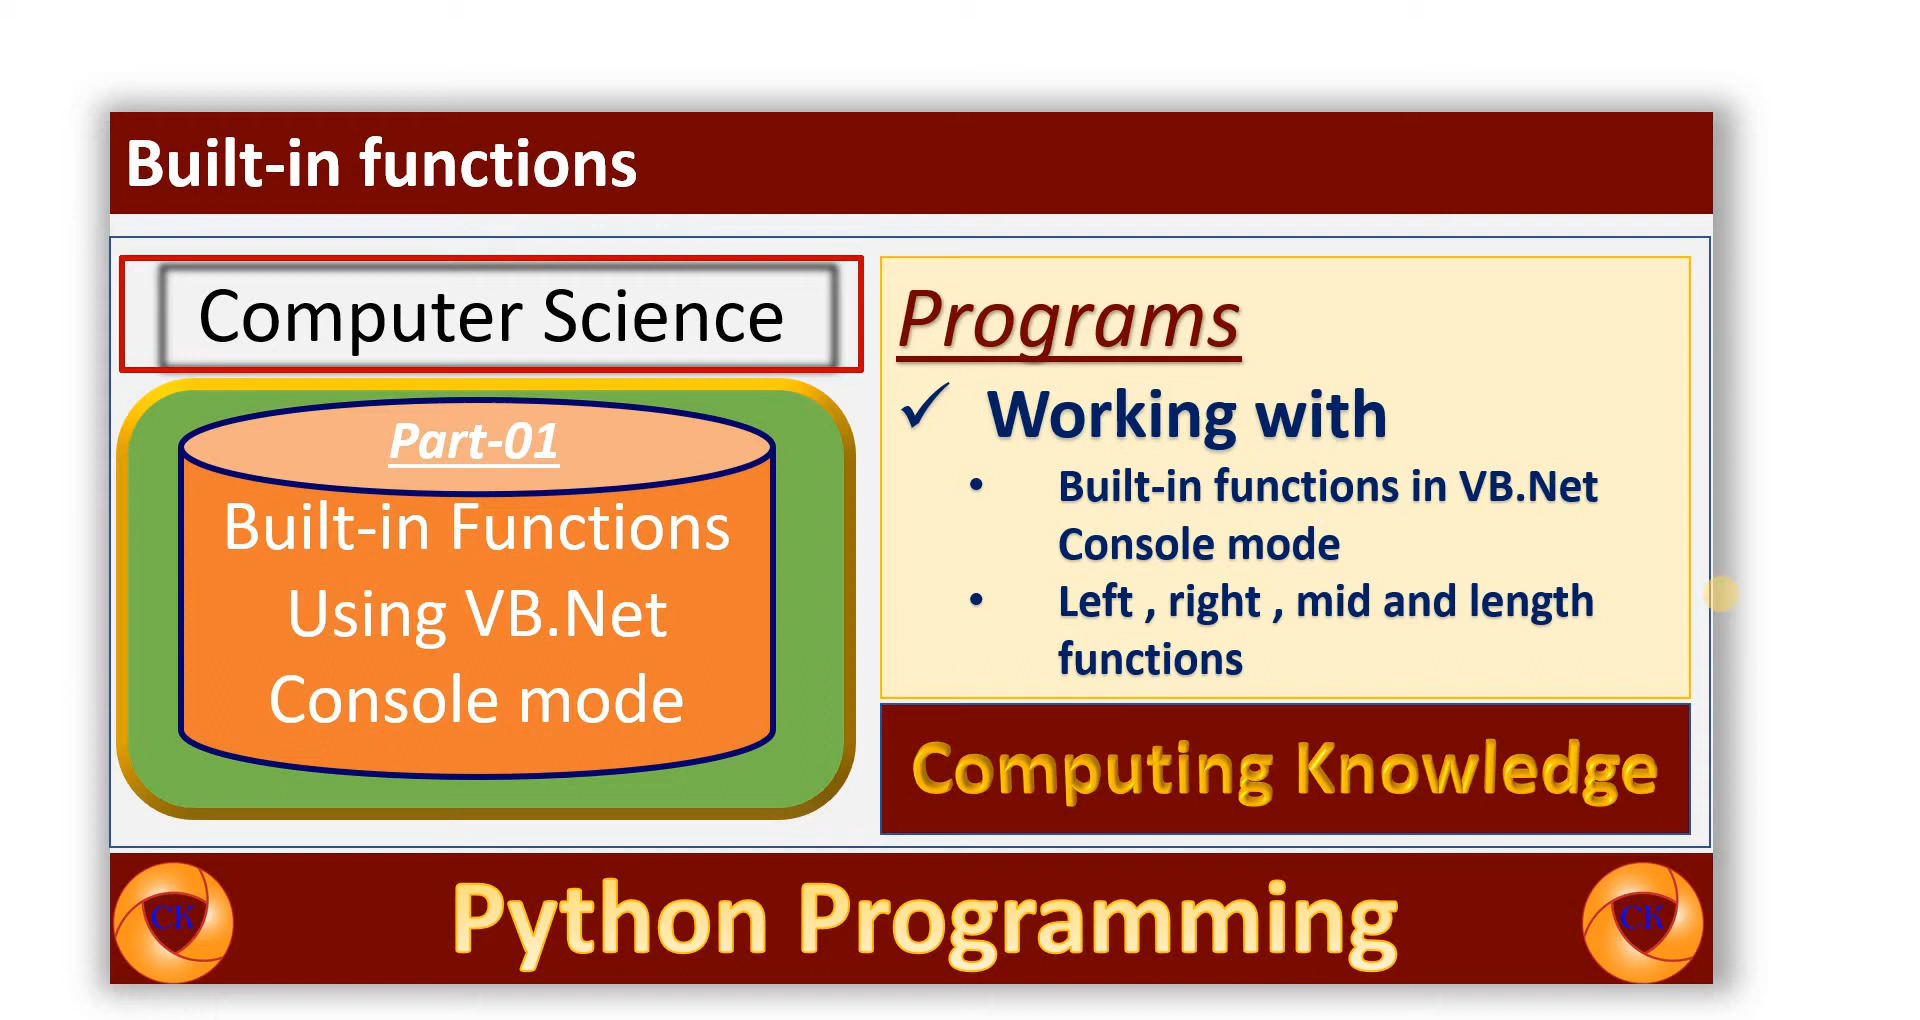 Built-in functions
Computer Science
Part-01
Built-in Functions
Using VB.Net
Console mode
Programs
✓ Working with
• Built-in functions in VB.Net
Console mode
• Left , right , mid and length
functions
Computing Knowledge
CK
Python Programming
CK